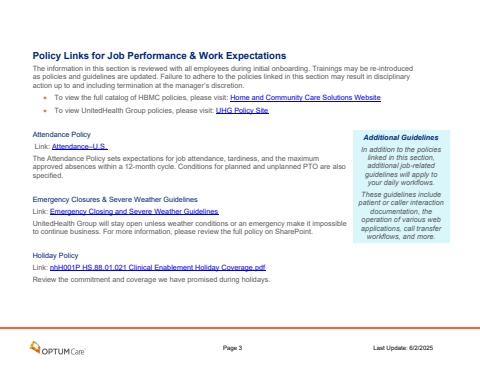 Policy Links for Job Performance & Work Expectations
The information in this section is reviewed with all employees during initial onboarding. Trainings may be re-introduced
as policies and guidelines are updated. Failure to adhere to the policies linked in this section may result in disciplinary
action up to and including termination at the manager's discretion.
• To view the full catalog of HBMC policies, please visit: Home and Community Care Solutions Website
• To view UnitedHealth Group policies, please visit: UHG Policy Site
Attendance Policy
Link: Attendance–U.S.
The Attendance Policy sets expectations for job attendance, tardiness, and the maximum
approved absences within a 12-month cycle. Conditions for planned and unplanned PTO are also
specified.
Emergency Closures & Severe Weather Guidelines
Link: Emergency Closing and Severe Weather Guidelines
UnitedHealth Group will stay open unless weather conditions or an emergency make it impossible
to continue business. For more information, please review the full policy on SharePoint.
Holiday Policy
Link: nhH001P HS.88.01.021 Clinical Enablement Holiday Coverage.pdf
Review the commitment and coverage we have promised during holidays.
Additional Guidelines
In addition to the policies
linked in this section,
additional job-related
guidelines will apply to
your daily workflows.
These guidelines include
patient or caller interaction
documentation, the
operation of various web
applications, call transfer
workflows, and more.
OPTUMCare
Page 3
Last Update: 6/2/2025